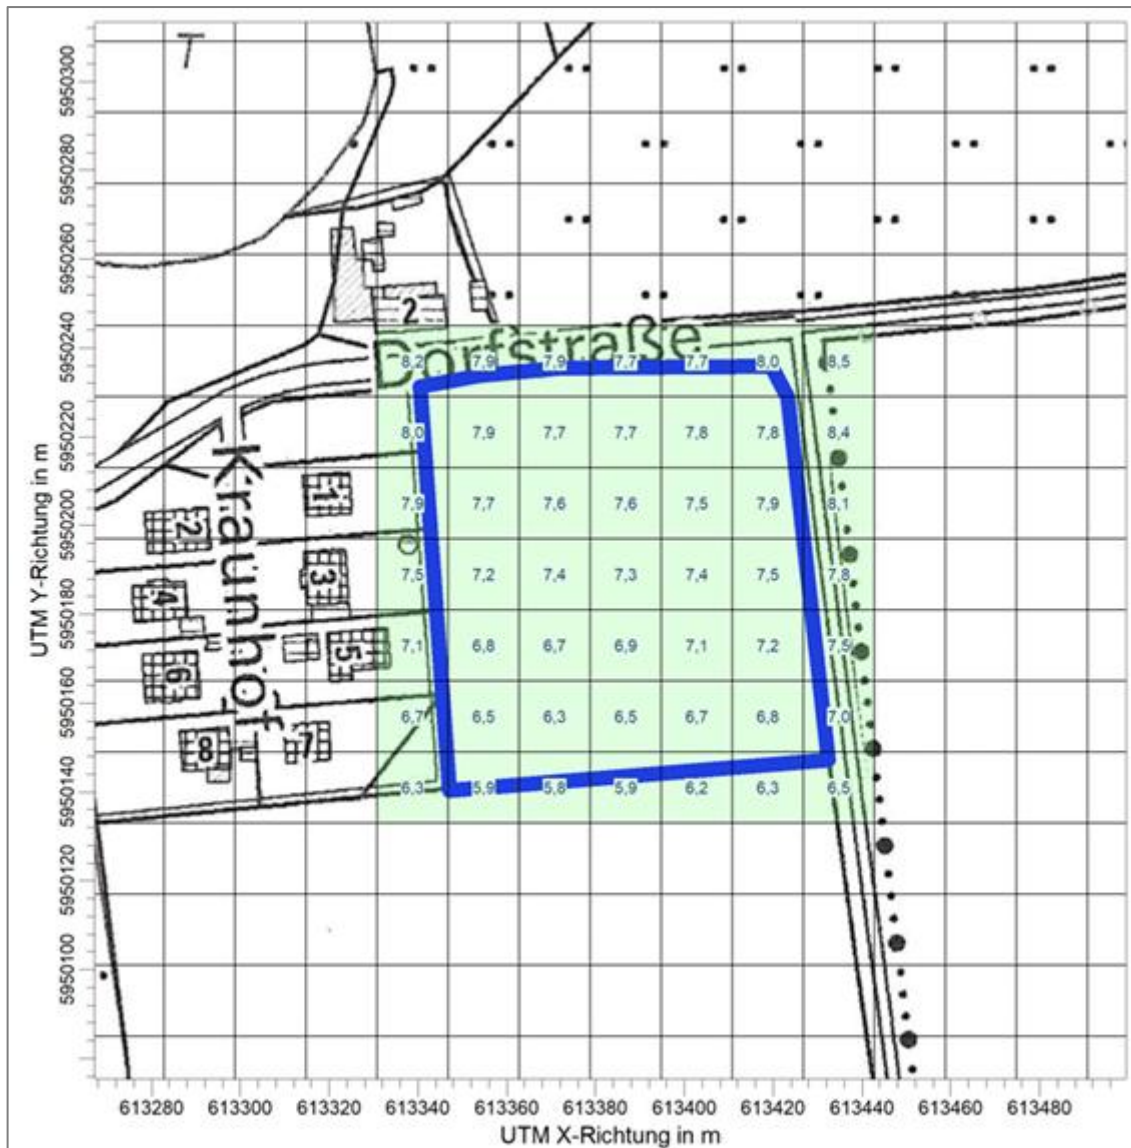 T
2
Dorfstraße
8,2 7,9 7,9 7,7 7,7 8,0 8,5
8,0 7,9 7,7 7,7 7,8 7,8 8,4
7,9 7,7 7,6 7,6 7,5 7,9 8,1
7,5 7,2 7,4 7,3 7,4 7,5 7,8
7,1 6,8 6,7 6,9 7,1 7,2 7,5
6,7 6,5 6,3 6,5 6,7 6,8 7,0
6,3 5,9 5,8 5,9 6,2 6,3 6,5
Kraunhof
1
2
3
4
5
6
7
8
5950300
5950280
5950260
5950240
5950220
5950200
5950180
5950160
5950140
5950120
5950100
UTM Y-Richtung in m
613280 613300 613320 613340 613360 613380 613400 613420 613440 613460 613480
UTM X-Richtung in m